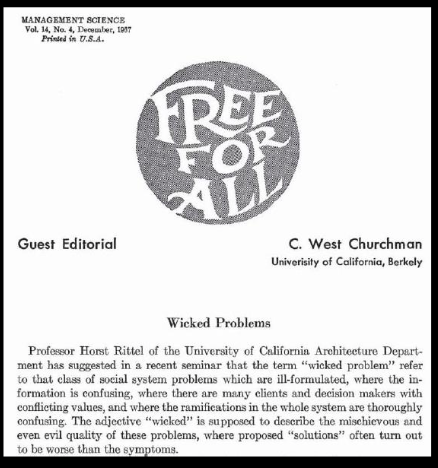 MANAGEMENT SCIENCE
Vol. 14, No. 4, December, 1967
Printed in U.S.A.
FREE
FOR
ALL
Guest Editorial
C. West Churchman
Univerisity of California, Berkely
Wicked Problems
Professor Horst Rittel of the University of California Architecture Depart-
ment has suggested in a recent seminar that the term “wicked problem” refer
to that class of social system problems which are ill-formulated, where the in-
formation is confusing, where there are many clients and decision makers with
conflicting values, and where the ramifications in the whole system are thoroughly
confusing. The adjective “wicked” is supposed to describe the mischievous and
even evil quality of these problems, where proposed “solutions” often turn out
to be worse than the symptoms.